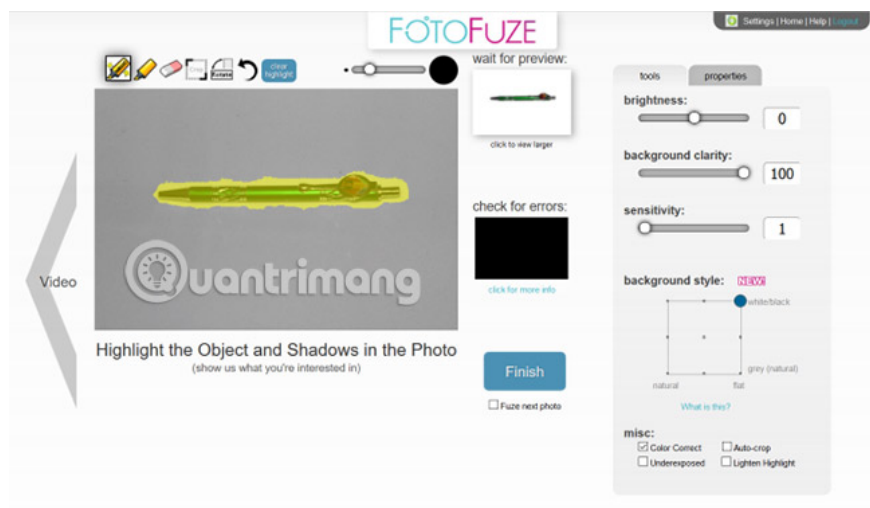 FOTOFUZE
Settings | Home | Help | Logout
Rotate
clear highlight
wait for preview:
click to view larger
tools
properties
brightness:
0
background clarity:
100
check for errors:
sensitivity:
1
Video
Quantrimang
click for more info
background style: NEW!
white/black
grey (natural)
natural
flat
What is this?
Highlight the Object and Shadows in the Photo
(show us what you're interested in)
Finish
Fuze next photo
misc:
Color Correct
Auto-crop
Underexposed
Lighten Highlight